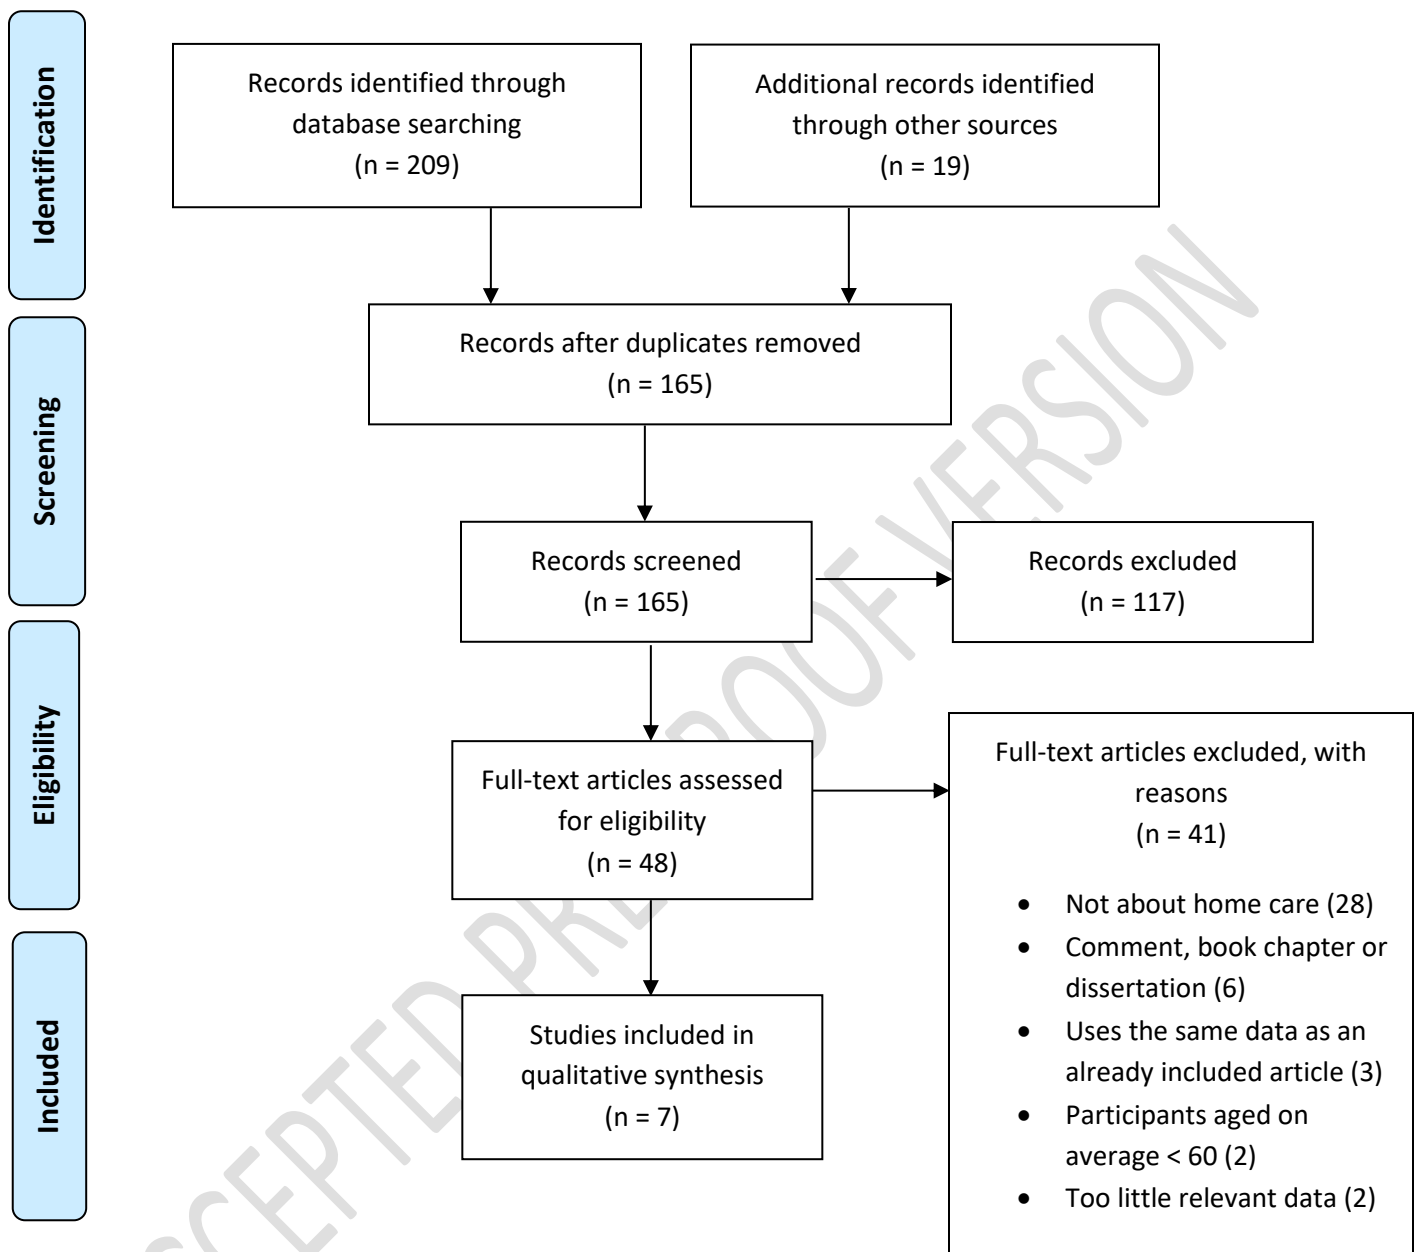 Identification
Records identified through
database searching
(n = 209)
Additional records identified
through other sources
(n = 19)
Screening
Records after duplicates removed
(n = 165)
Records screened
(n = 165)
Records excluded
(n = 117)
Eligibility
Full-text articles assessed
for eligibility
(n = 48)
Full-text articles excluded, with
reasons
(n = 41)
• Not about home care (28)
• Comment, book chapter or
dissertation (6)
• Uses the same data as an
already included article (3)
• Participants aged on
average < 60 (2)
• Too little relevant data (2)
Included
Studies included in
qualitative synthesis
(n = 7)